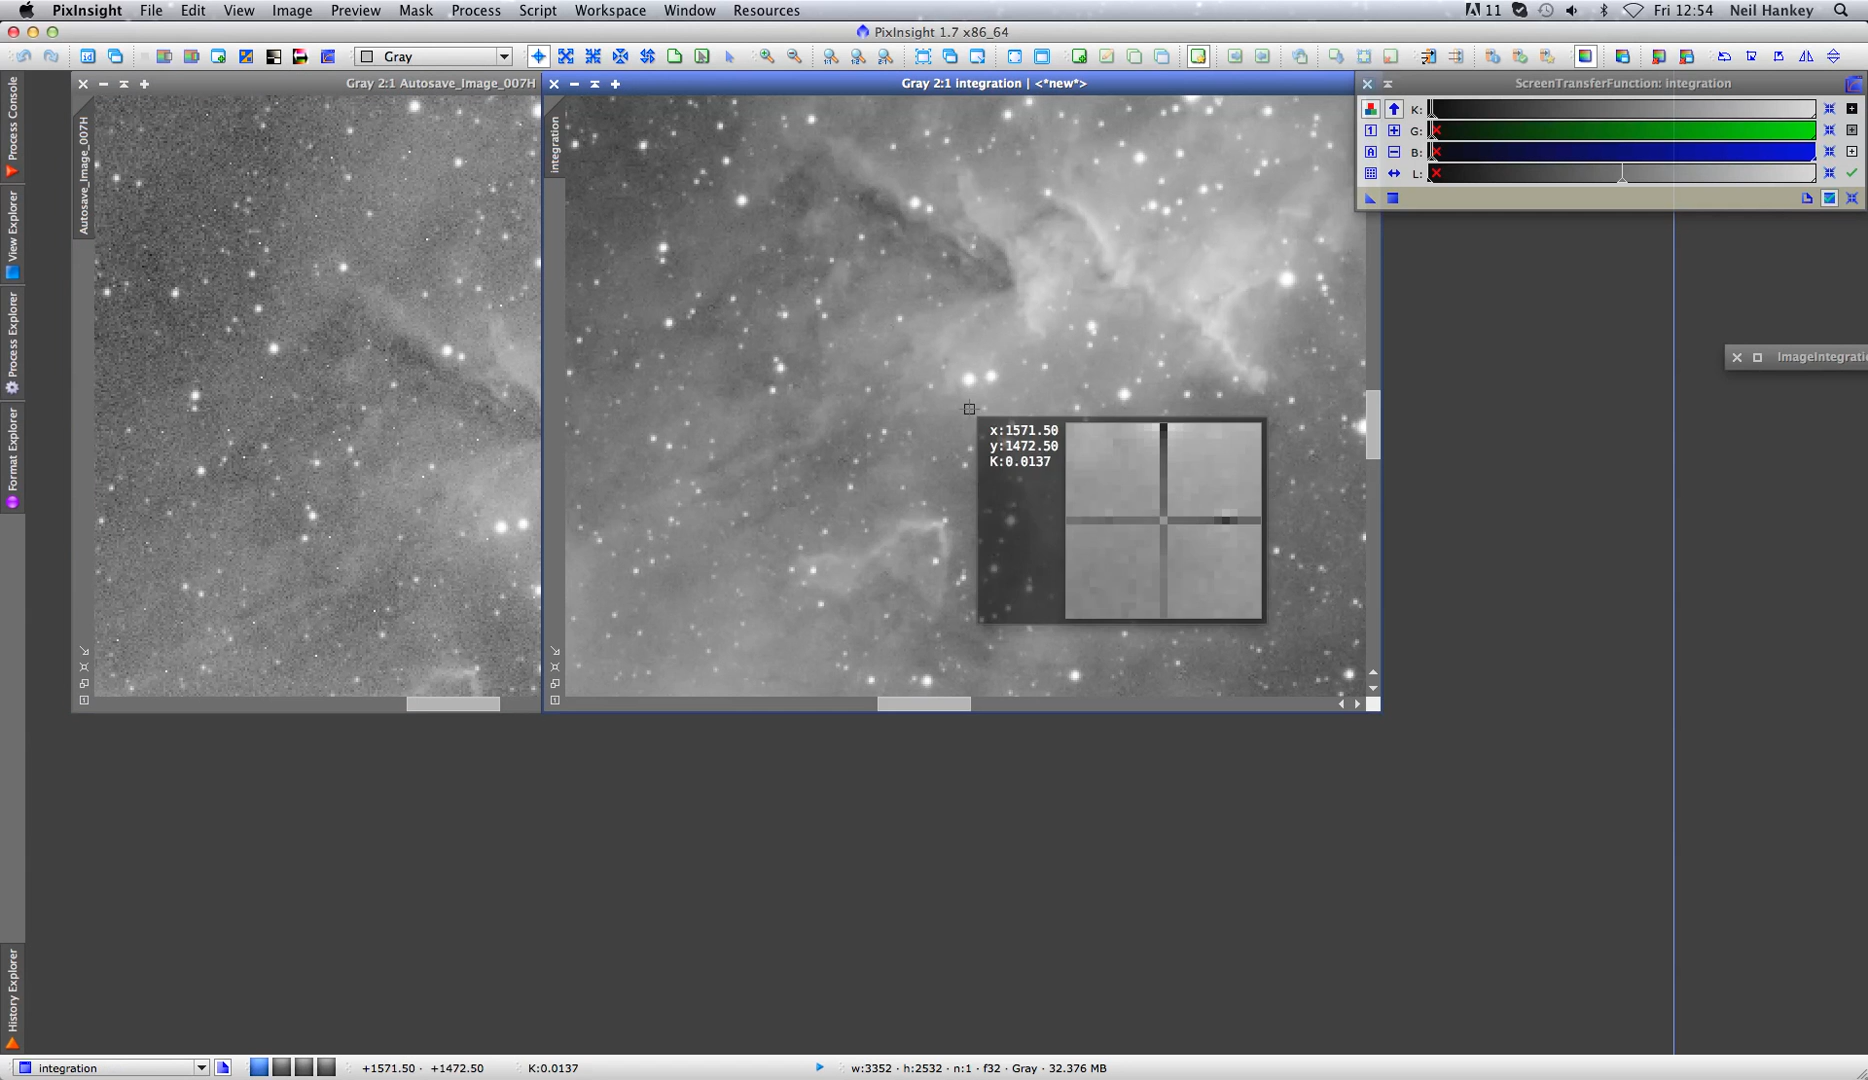 PixInsight File Edit View Image Preview Mask Process Script Workspace Window Resources
11 Fri 12:54 Neil Hankey
PixInsight 1.7 x86_64
Gray
Gray 2:1 Autosave_Image_007H
Gray 2:1 integration | <*new*>
ScreenTransferFunction: integration
K:
G:
B:
L:
Process Console
View Explorer
Process Explorer
Format Explorer
History Explorer
Autosave_Image_007H
integration
ImageIntegratio
x:1571.50
y:1472.50
K:0.0137
integration
+1571.50 · +1472.50 K:0.0137
w:3352 · h:2532 · n:1 · f32 · Gray · 32.376 MB